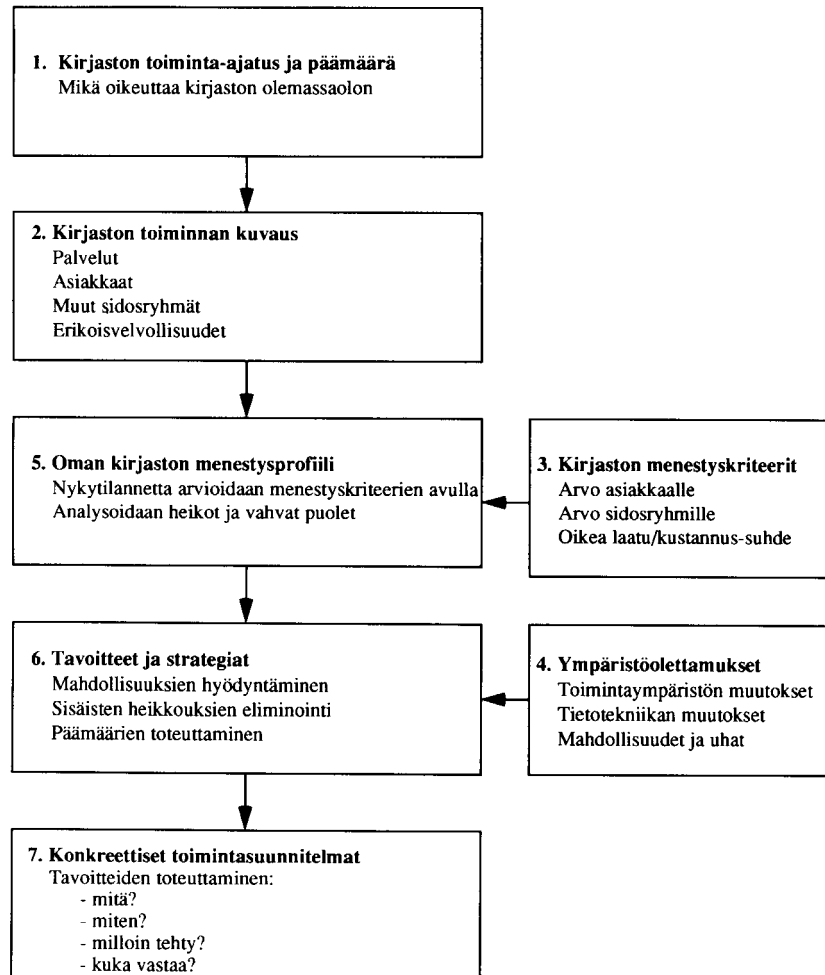 1. Kirjaston toiminta-ajatus ja päämäärä
Mikä oikeuttaa kirjaston olemassaolon
2. Kirjaston toiminnan kuvaus
Palvelut
Asiakkaat
Muut sidosryhmät
Erikoisvelvollisuudet
5. Oman kirjaston menestysprofiili
Nykytilannetta arvioidaan menestyskriteerien avulla
Analysoidaan heikot ja vahvat puolet
3. Kirjaston menestyskriteerit
Arvo asiakkaalle
Arvo sidosryhmille
Oikea laatu/kustannus-suhde
6. Tavoitteet ja strategiat
Mahdollisuuksien hyödyntäminen
Sisäisten heikkouksien eliminointi
Päämäärien toteuttaminen
4. Ympäristöolettamukset
Toimintaympäristön muutokset
Tietotekniikan muutokset
Mahdollisuudet ja uhat
7. Konkreettiset toimintasuunnitelmat
Tavoitteiden toteuttaminen:
- mitä?
- miten?
- milloin tehty?
- kuka vastaa?